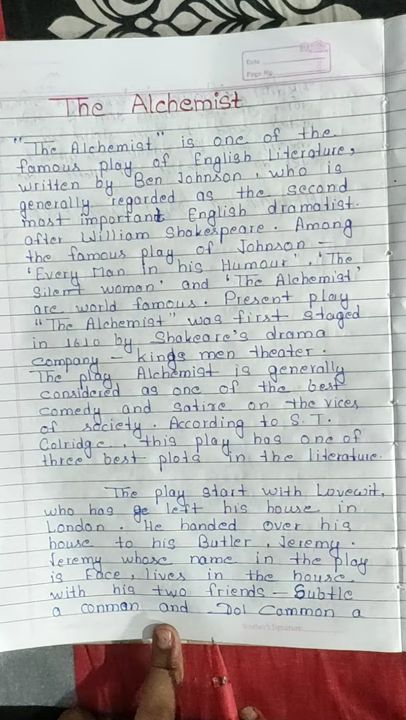 Date
Page No.
The Alchemist
"The Alchemist" is one of the
famous play of English literature,
written by Ben Johnson, who is
generally regarded as the second
most important English dramatist.
after William Shakespeare. Among
the famous play of Johnson -
'Every Man in his Humour', 'The
Silent woman' and 'The Alchemist'
are world famous. Present play
"The Alchemist" was first staged
in 1610 by Shakeare's drama
company - kings men theater.
The play Alchemist is generally
considered as one of the best
comedy and satire on the vices
of society. According to S.T.
Colridge, this play has one of
three best plots in the literature.
The play start with Lovewit,
who has left his house in
London. He handed over his
house to his Butler, Jeremy.
Jeremy whose name in the play
is Face, lives in the house
with his two friends - Subtle
a conman and Dol Common a